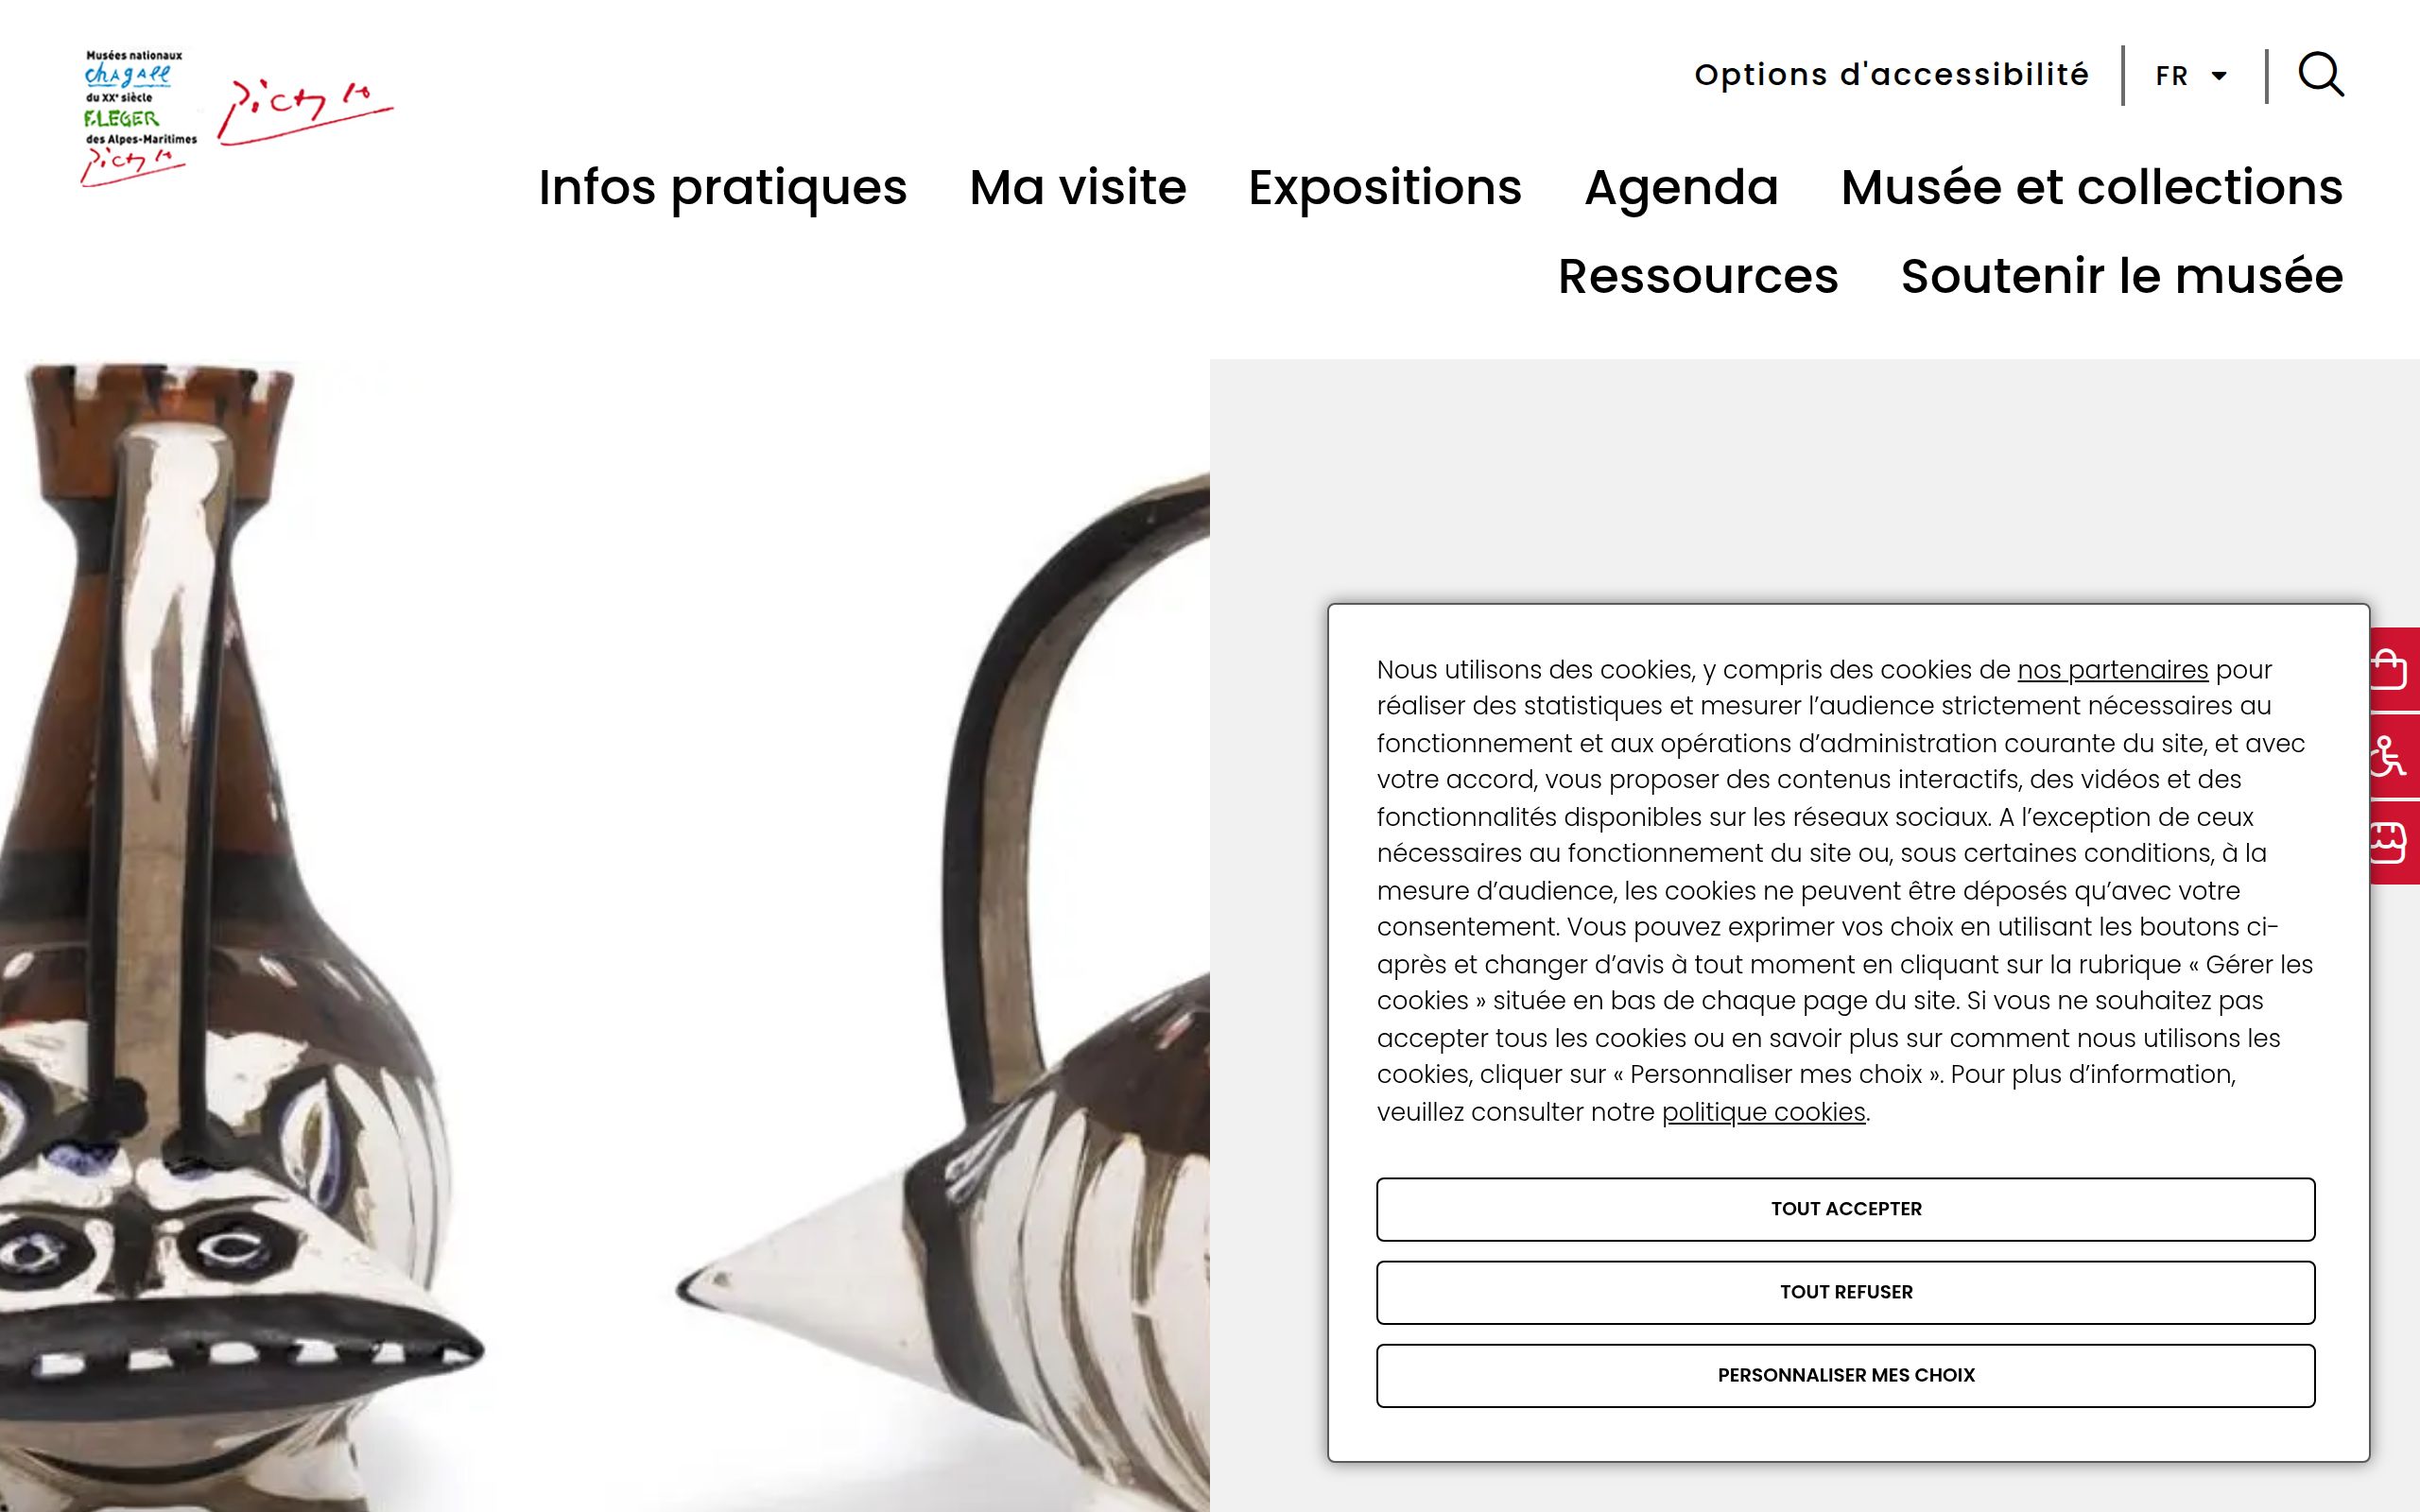 Musées nationaux
chagall
du XXe siècle
F.LEGER
des Alpes-Maritimes
Picasso
Picasso
Options d'accessibilité
FR
Infos pratiques
Ma visite
Expositions
Agenda
Musée et collections
Ressources
Soutenir le musée
Nous utilisons des cookies, y compris des cookies de nos partenaires pour
réaliser des statistiques et mesurer l’audience strictement nécessaires au
fonctionnement et aux opérations d’administration courante du site, et avec
votre accord, vous proposer des contenus interactifs, des vidéos et des
fonctionnalités disponibles sur les réseaux sociaux. A l’exception de ceux
nécessaires au fonctionnement du site ou, sous certaines conditions, à la
mesure d’audience, les cookies ne peuvent être déposés qu’avec votre
consentement. Vous pouvez exprimer vos choix en utilisant les boutons ci-
après et changer d’avis à tout moment en cliquant sur la rubrique « Gérer les
cookies » située en bas de chaque page du site. Si vous ne souhaitez pas
accepter tous les cookies ou en savoir plus sur comment nous utilisons les
cookies, cliquer sur « Personnaliser mes choix ». Pour plus d’information,
veuillez consulter notre politique cookies.
TOUT ACCEPTER
TOUT REFUSER
PERSONNALISER MES CHOIX